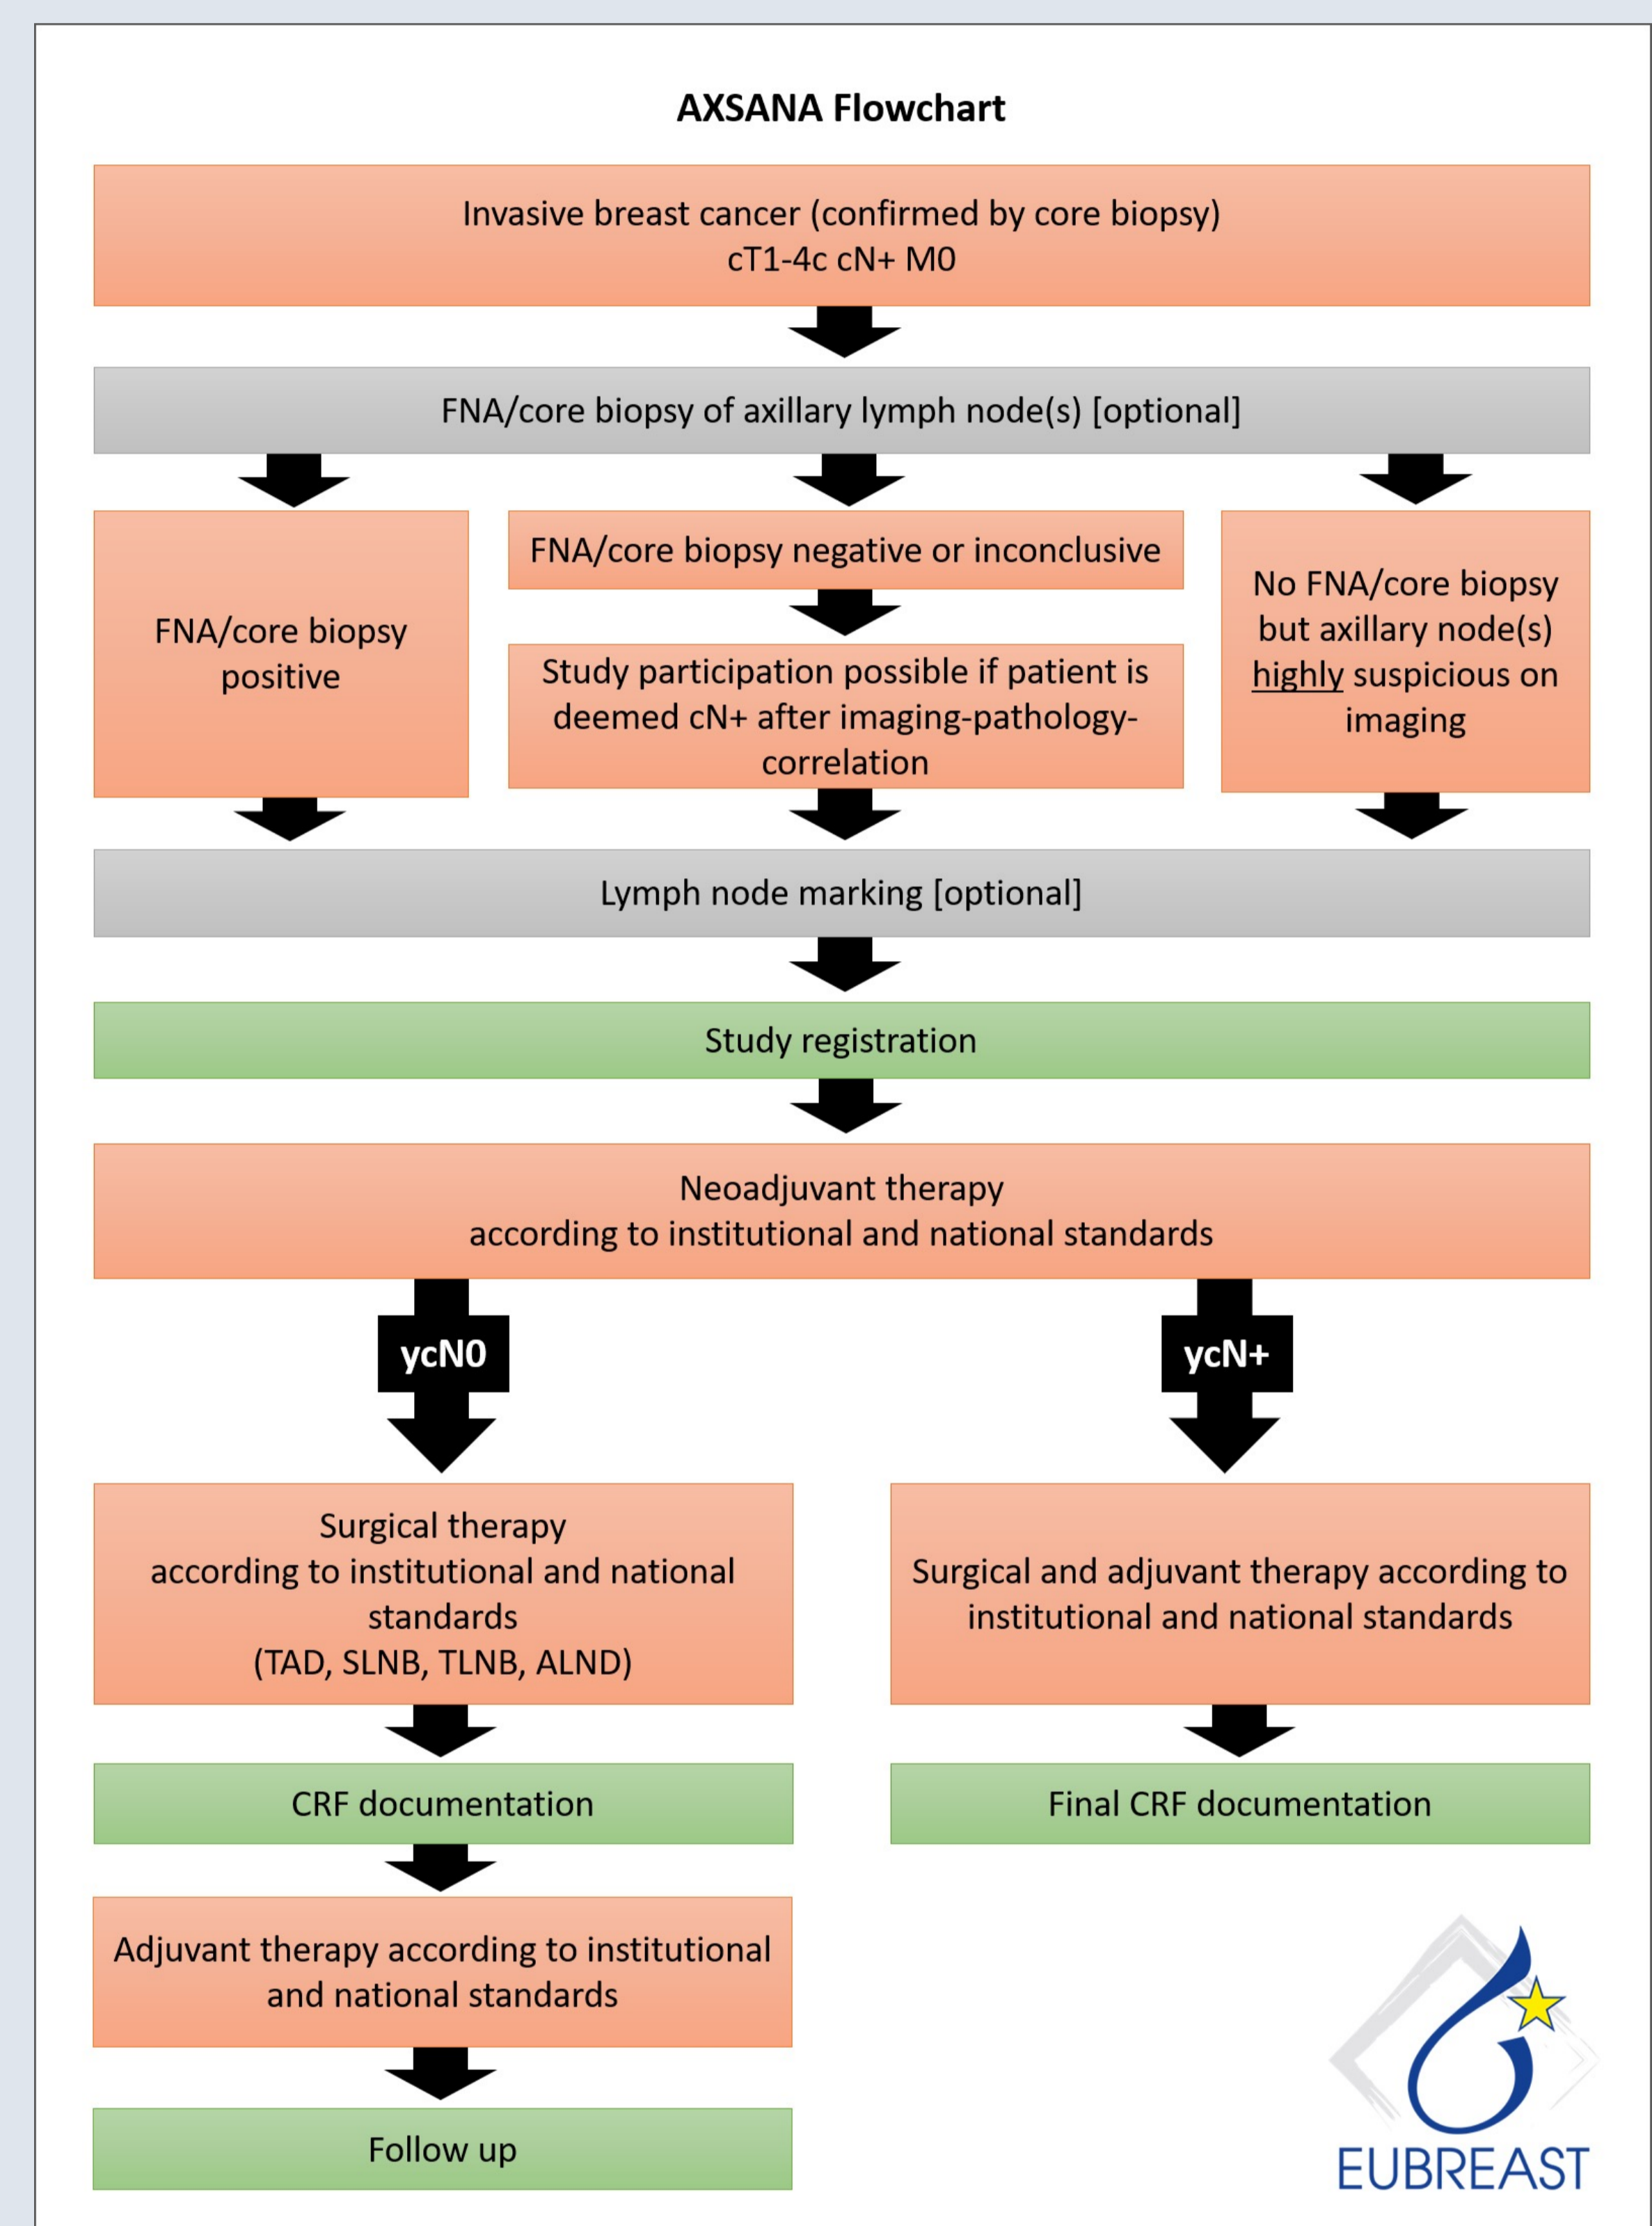 AXSANA Flowchart
Invasive breast cancer (confirmed by core biopsy)
cT1-4c cN+ M0
FNA/core biopsy of axillary lymph node(s) [optional]
FNA/core biopsy
positive
FNA/core biopsy negative or inconclusive
Study participation possible if patient is
deemed cN+ after imaging-pathology-
correlation
No FNA/core biopsy
but axillary node(s)
highly suspicious on
imaging
Lymph node marking [optional]
Study registration
Neoadjuvant therapy
according to institutional and national standards
ycN0
ycN+
Surgical therapy
according to institutional and national
standards
(TAD, SLNB, TLNB, ALND)
Surgical and adjuvant therapy according to
institutional and national standards
CRF documentation
Final CRF documentation
Adjuvant therapy according to institutional
and national standards
Follow up
EUBREAST